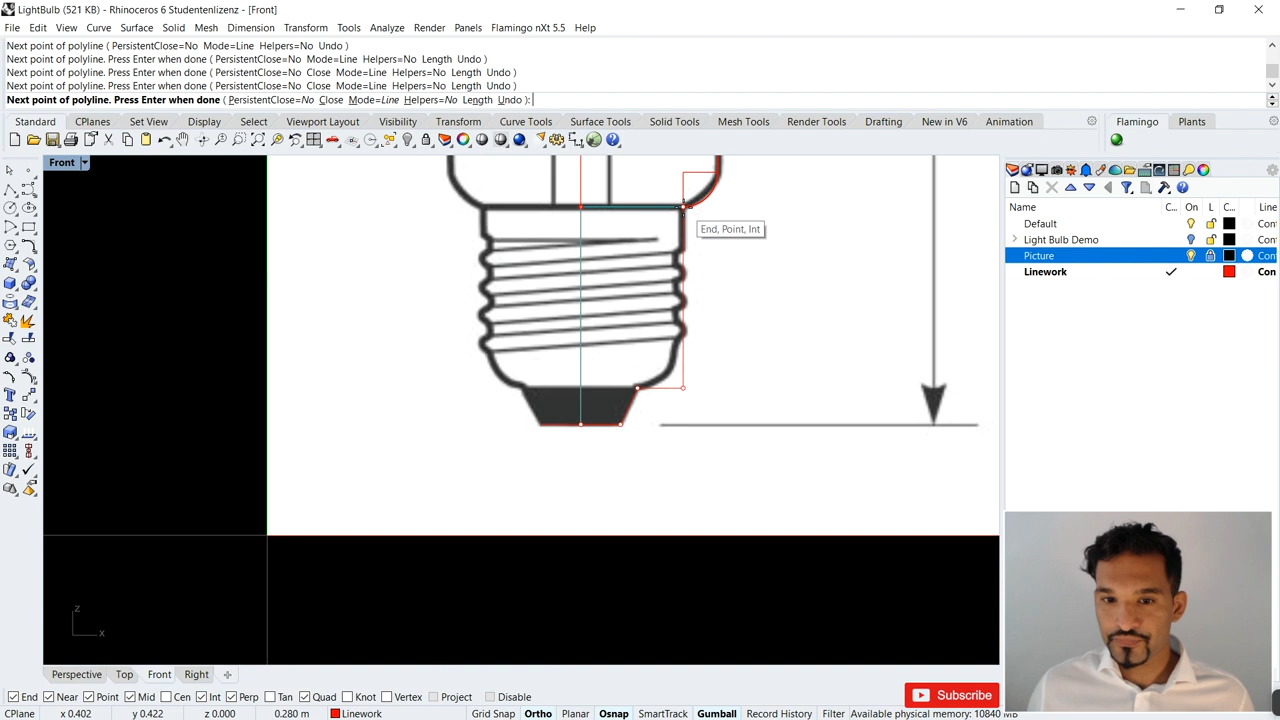 LightBulb (521 KB) - Rhinoceros 6 Studentenlizenz - [Front]
File Edit View Curve Surface Solid Mesh Dimension Transform Tools Analyze Render Panels Flamingo nXt 5.5 Help
Next point of polyline ( PersistentClose=No Mode=Line Helpers=No Undo )
Next point of polyline. Press Enter when done ( PersistentClose=No Mode=Line Helpers=No Length Undo )
Next point of polyline. Press Enter when done ( PersistentClose=No Close Mode=Line Helpers=No Length Undo )
Next point of polyline. Press Enter when done ( PersistentClose=No Close Mode=Line Helpers=No Length Undo )
Next point of polyline. Press Enter when done ( PersistentClose=No Close Mode=Line Helpers=No Length Undo ):
Standard CPlanes Set View Display Select Viewport Layout Visibility Transform Curve Tools Surface Tools Solid Tools Mesh Tools Render Tools Drafting New in V6 Animation Flamingo Plants
Front
Name C... On L C... Line
Default Cont
Light Bulb Demo Cont
Picture Cont
Linework Con
End, Point, Int
z
x
Perspective Top Front Right
End Near Point Mid Cen Int Perp Tan Quad Knot Vertex Project Disable
Subscribe
CPlane x 0.402 y 0.422 z 0.000 0.280 m Linework Grid Snap Ortho Planar Osnap SmartTrack Gumball Record History Filter Available physical memory: 10840 MB